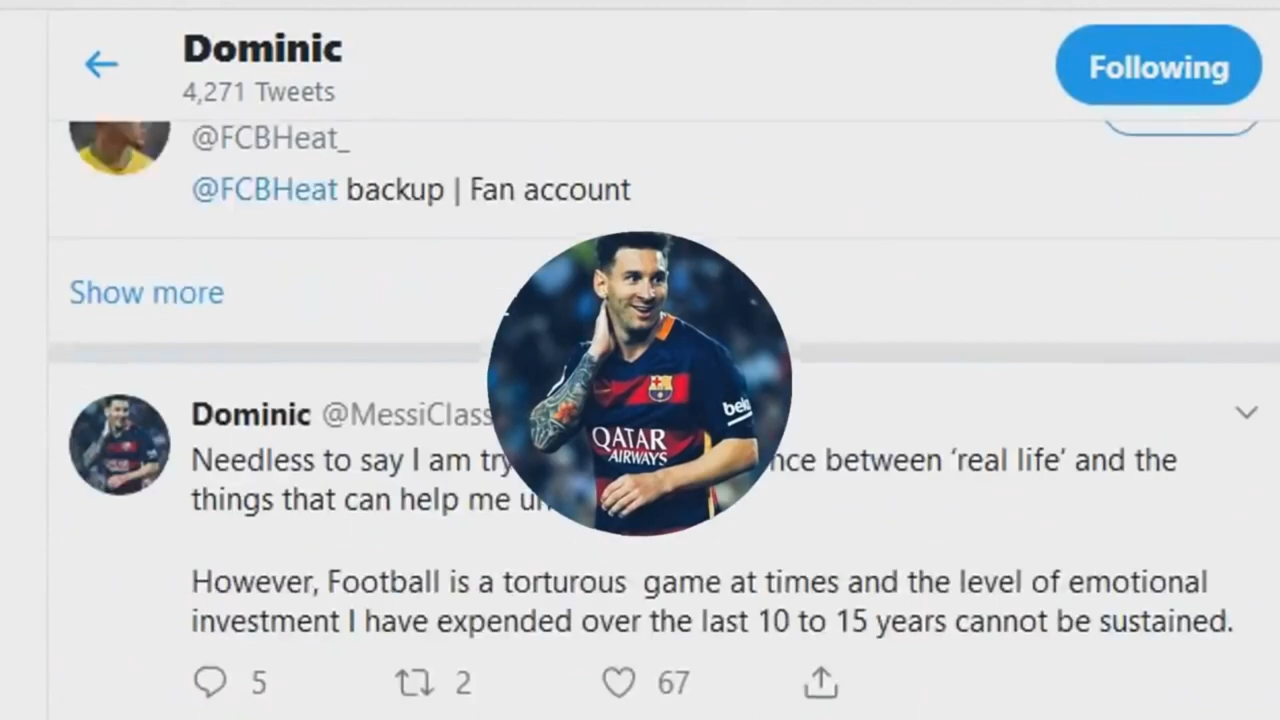 Dominic
4,271 Tweets
Following
@FCBHeat_
@FCBHeat backup | Fan account
Show more
Dominic @MessiClass
Needless to say I am try nce between ‘real life’ and the
things that can help me
QATAR
AIRWAYS
beko
However, Football is a torturous  game at times and the level of emotional
investment I have expended over the last 10 to 15 years cannot be sustained.
5 2 67